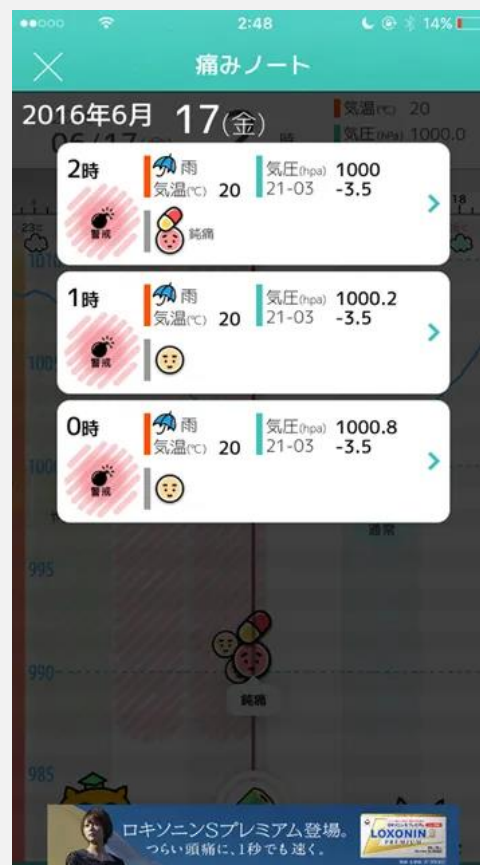 2:48
14%
痛みノート
2016年6月 17(金)
気温(℃) 20
気圧(hPa) 1000.0
06/17
時
2時
雨
気温(℃) 20
気圧(hpa) 1000
21-03 -3.5
警戒
鈍痛
1時
雨
気温(℃) 20
気圧(hpa) 1000.2
21-03 -3.5
警戒
0時
雨
気温(℃) 20
気圧(hpa) 1000.8
21-03 -3.5
警戒
18
通常
995
990
鈍痛
985
ロキソニンSプレミアム登場。
つらい頭痛に、1秒でも速く。
LOXONIN S
PREMIUM